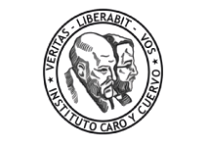 VERITAS - LIBERABIT - VOS
★ INSTITUTO CARO Y CUERVO ★